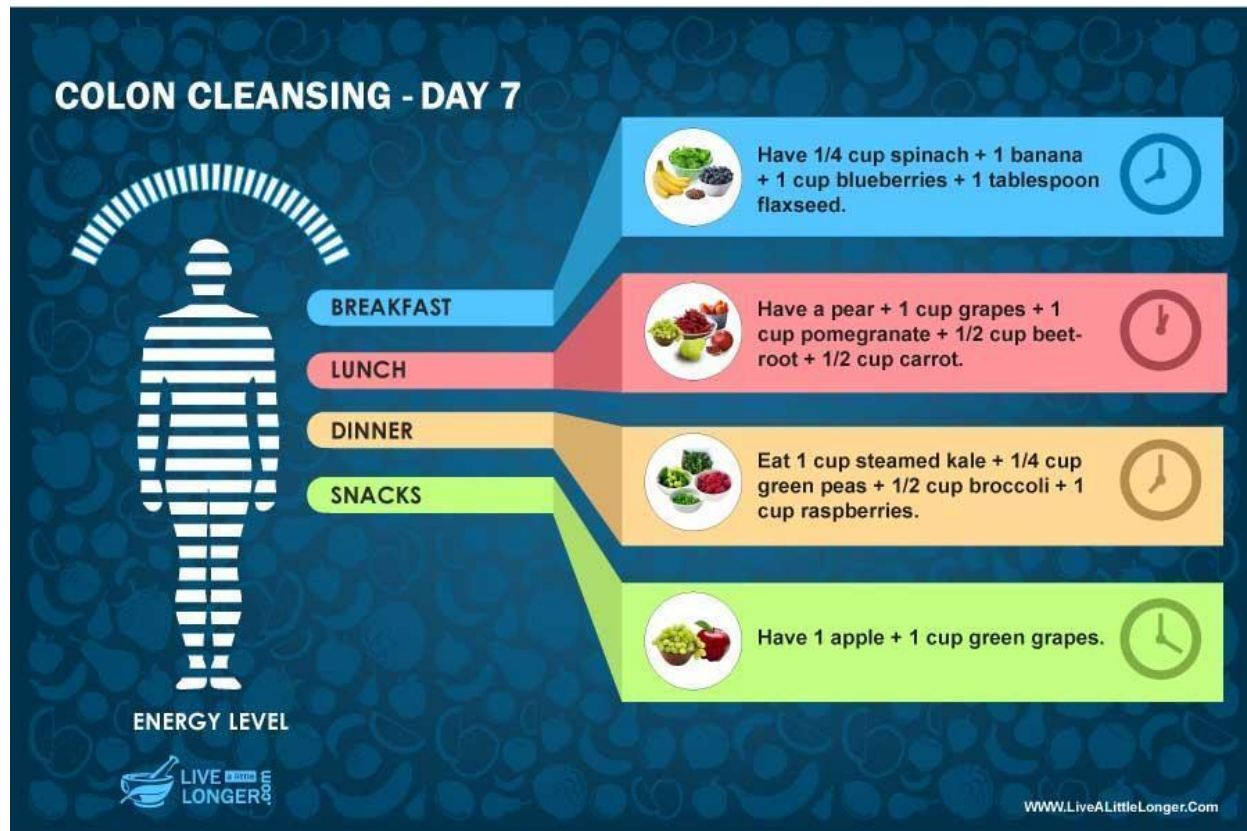 COLON CLEANSING - DAY 7
BREAKFAST
Have 1/4 cup spinach + 1 banana
+ 1 cup blueberries + 1 tablespoon
flaxseed.
LUNCH
Have a pear + 1 cup grapes + 1
cup pomegranate + 1/2 cup beet-
root + 1/2 cup carrot.
DINNER
Eat 1 cup steamed kale + 1/4 cup
green peas + 1/2 cup broccoli + 1
cup raspberries.
SNACKS
Have 1 apple + 1 cup green grapes.
ENERGY LEVEL
LIVE a little
LONGER.com
WWW.LiveALittleLonger.Com